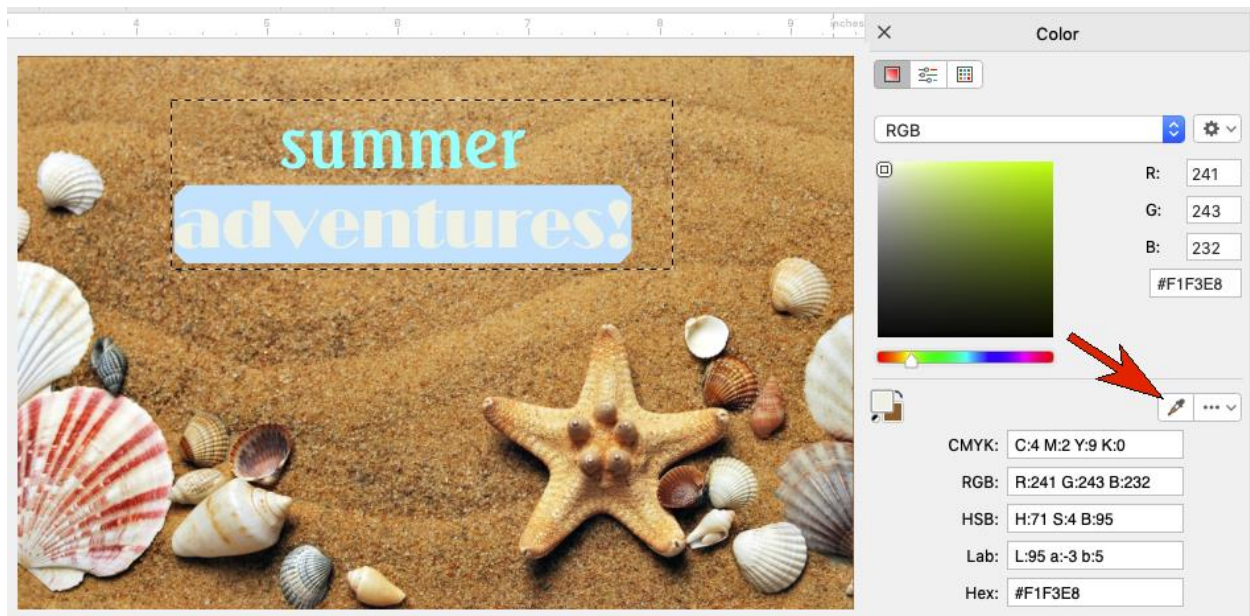 4 5 6 7 8 9 inches
Color
summer
adventures!
RGB
R: 241
G: 243
B: 232
#F1F3E8
CMYK: C:4 M:2 Y:9 K:0
RGB: R:241 G:243 B:232
HSB: H:71 S:4 B:95
Lab: L:95 a:-3 b:5
Hex: #F1F3E8